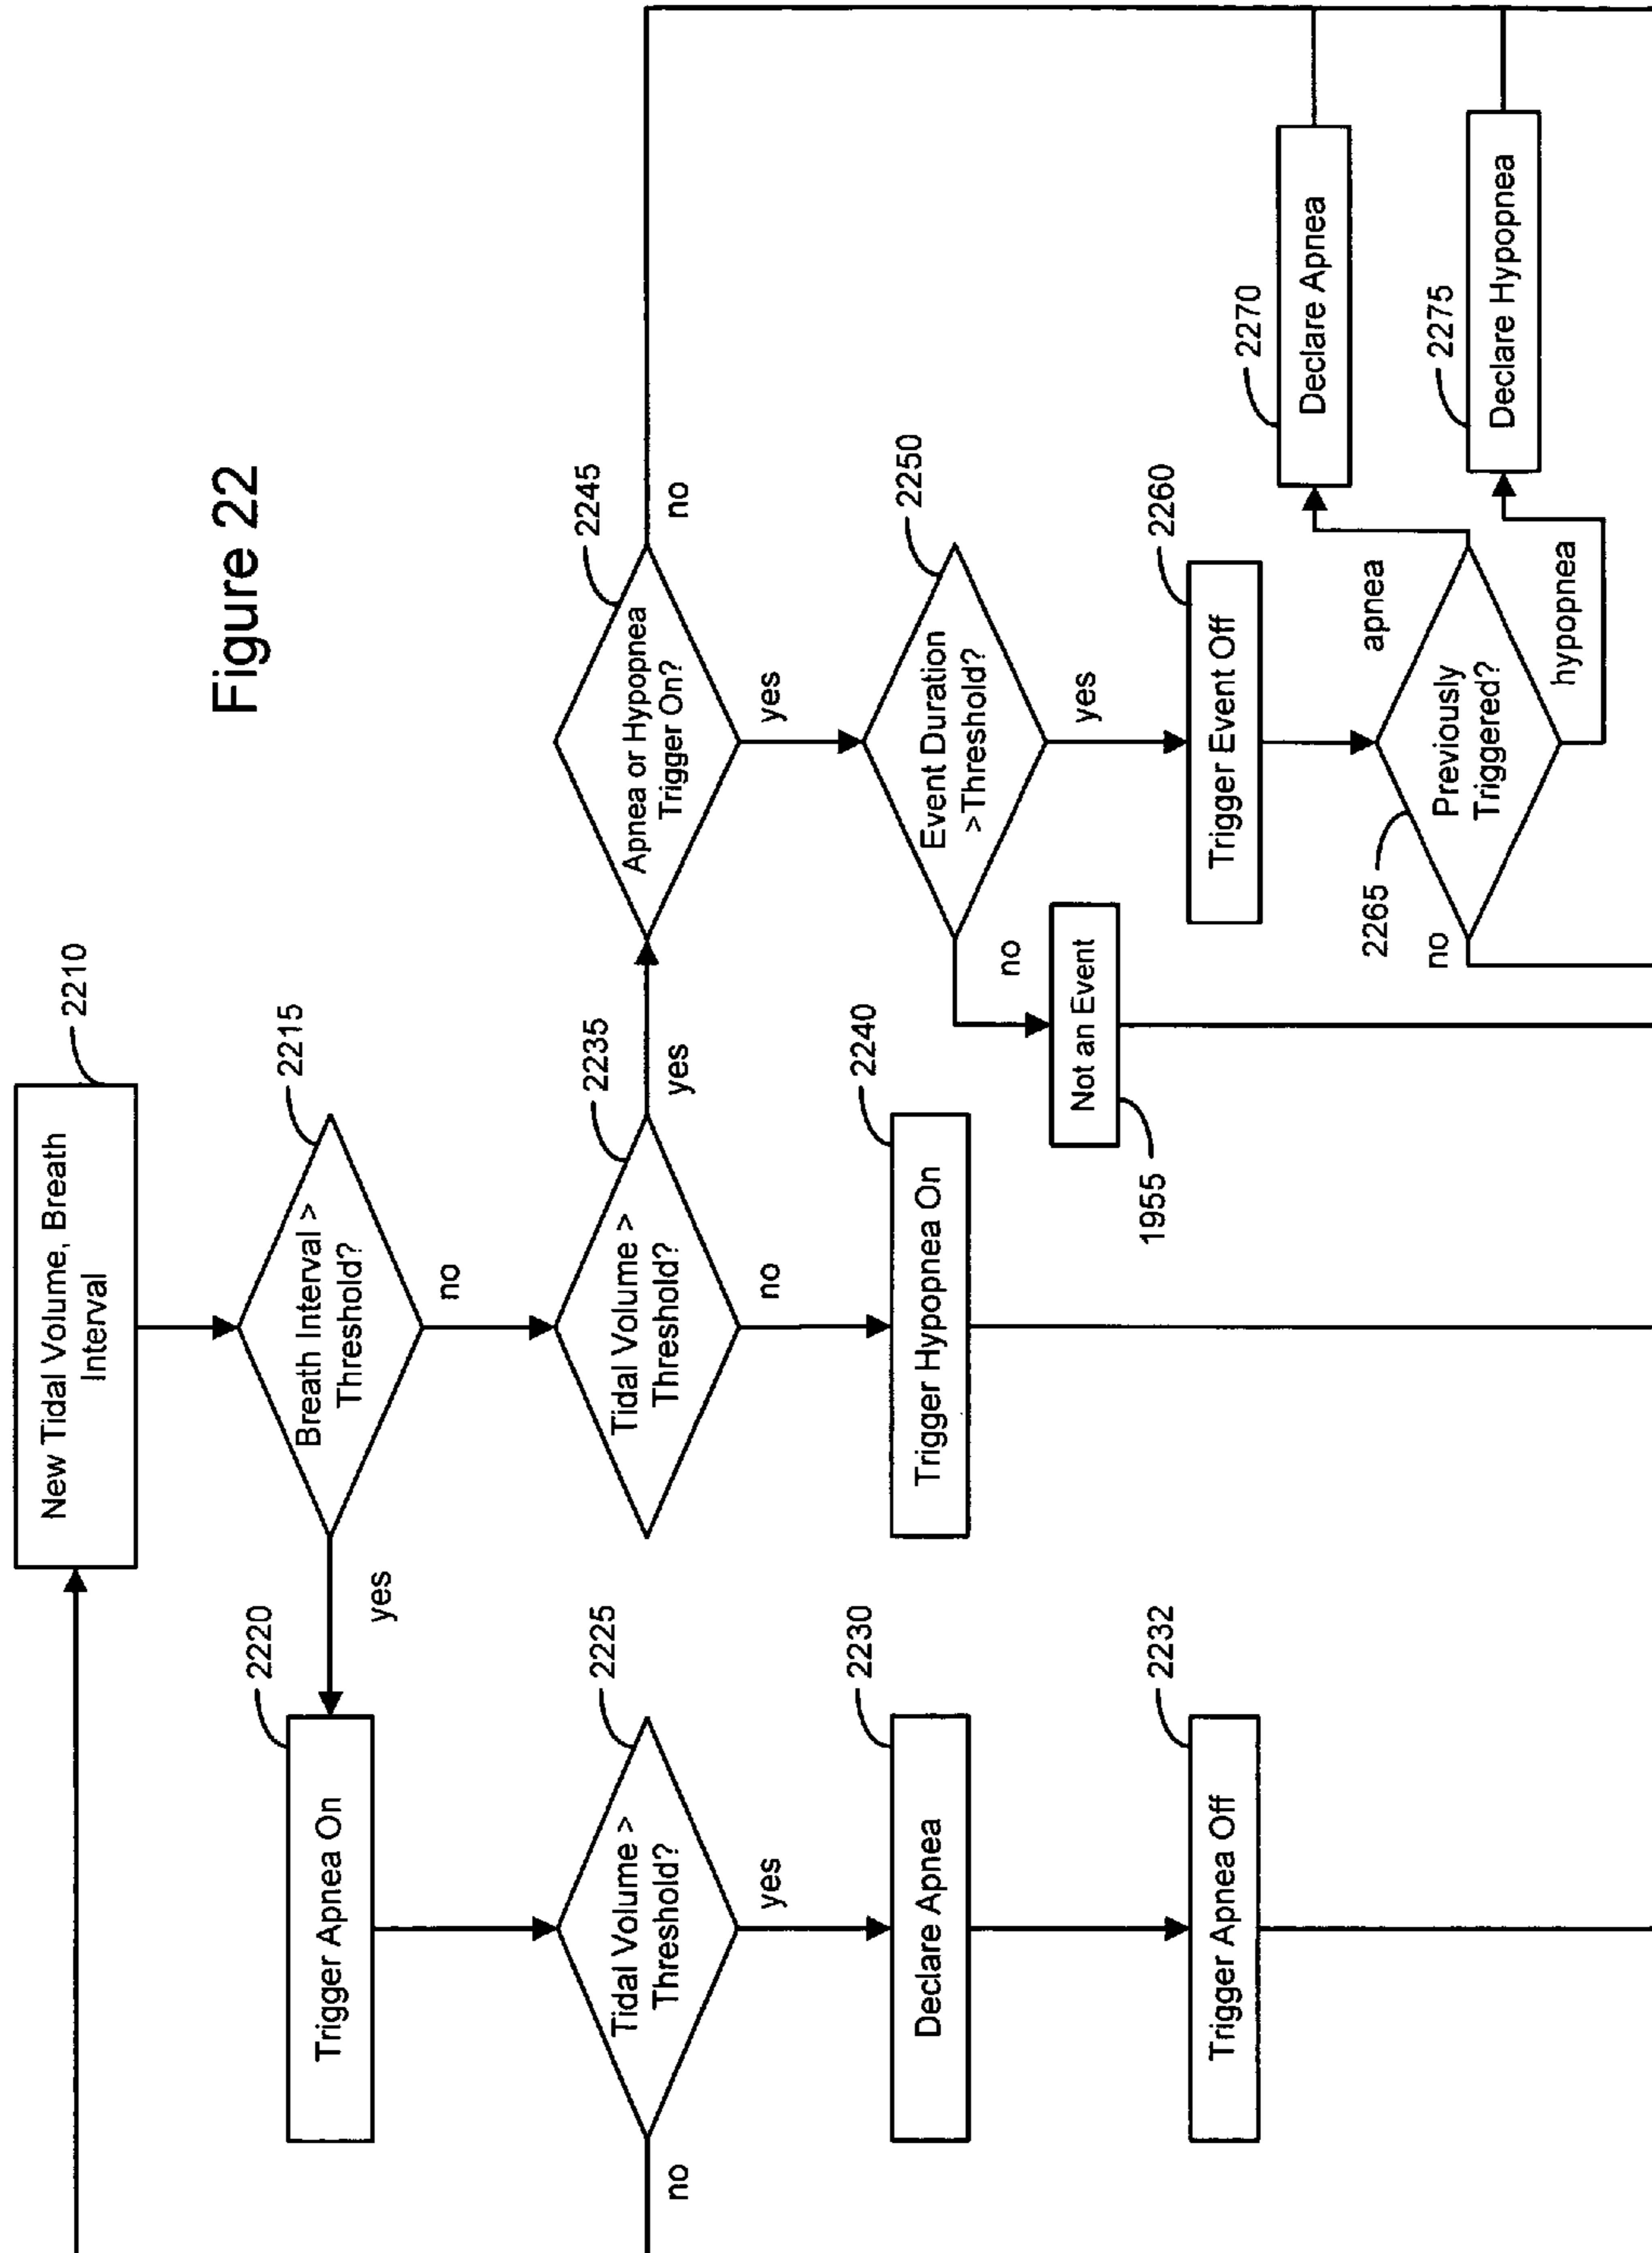 Figure 22
New Tidal Volume, Breath
Interval
2210
Breath Interval >
Threshold?
2215
yes
no
Trigger Apnea On
2220
Tidal Volume >
Threshold?
2225
no
yes
Declare Apnea
2230
Trigger Apnea Off
2232
Tidal Volume >
Threshold?
2235
yes
no
Trigger Hypopnea On
2240
Apnea or Hypopnea
Trigger On?
2245
no
yes
Event Duration
>Threshold?
2250
no
yes
Not an Event
1955
Trigger Event Off
2260
Previously
Triggered?
2265
no
apnea
hypopnea
Declare Apnea
2270
Declare Hypopnea
2275